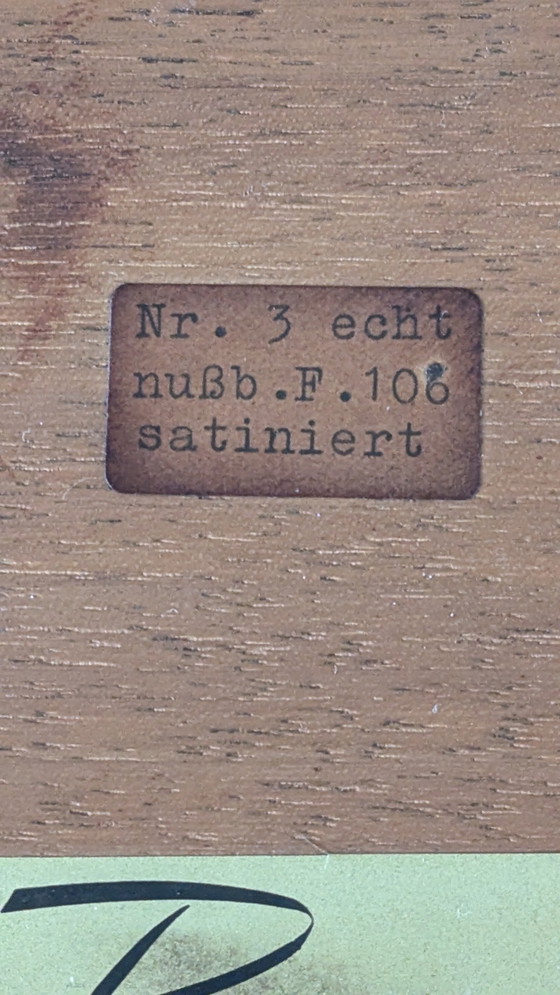 Nr. 3 echt
nußb.F.106
satiniert